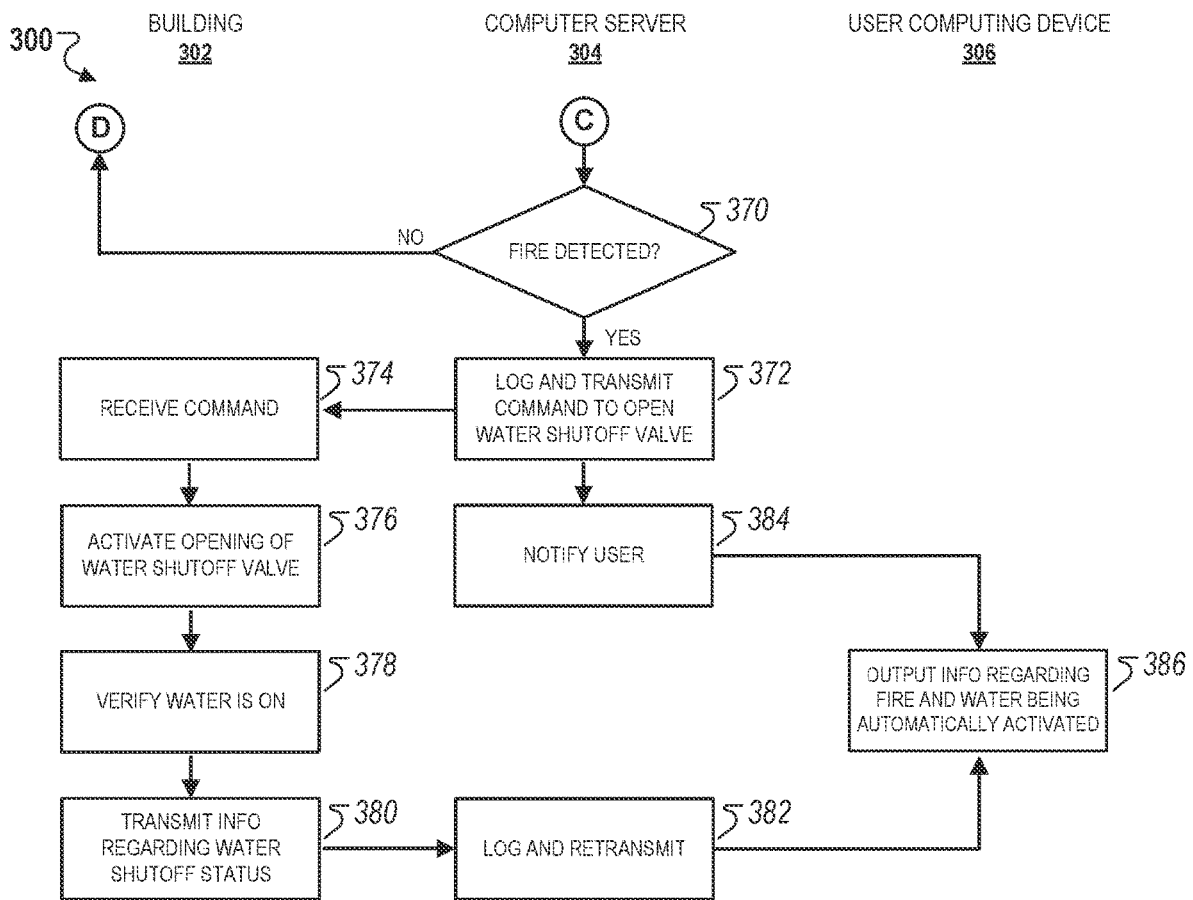 BUILDING
302
COMPUTER SERVER
304
USER COMPUTING DEVICE
306
300
D
C
370
NO
FIRE DETECTED?
YES
374
RECEIVE COMMAND
372
LOG AND TRANSMIT
COMMAND TO OPEN
WATER SHUTOFF VALVE
376
ACTIVATE OPENING OF
WATER SHUTOFF VALVE
384
NOTIFY USER
378
VERIFY WATER IS ON
386
OUTPUT INFO REGARDING
FIRE AND WATER BEING
AUTOMATICALLY ACTIVATED
380
TRANSMIT INFO
REGARDING WATER
SHUTOFF STATUS
382
LOG AND RETRANSMIT